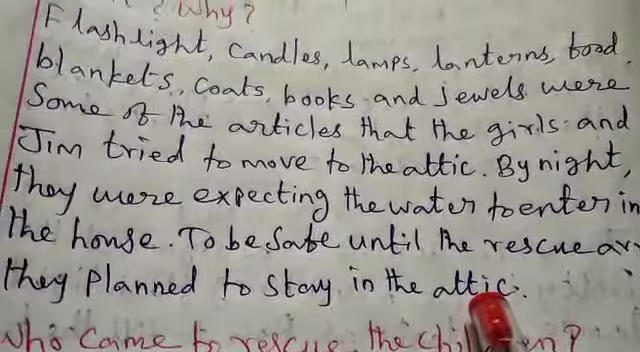 ? Why?
Flashlight, candles, lamps, lanterns, food,
blankets, coats, books and jewels were
Some of the articles that the girls and
Jim tried to move to the attic. By night,
they were expecting the water to enter in
the house. To be safe until the rescue
they planned to stay in the attic.
Who came to rescue the children?